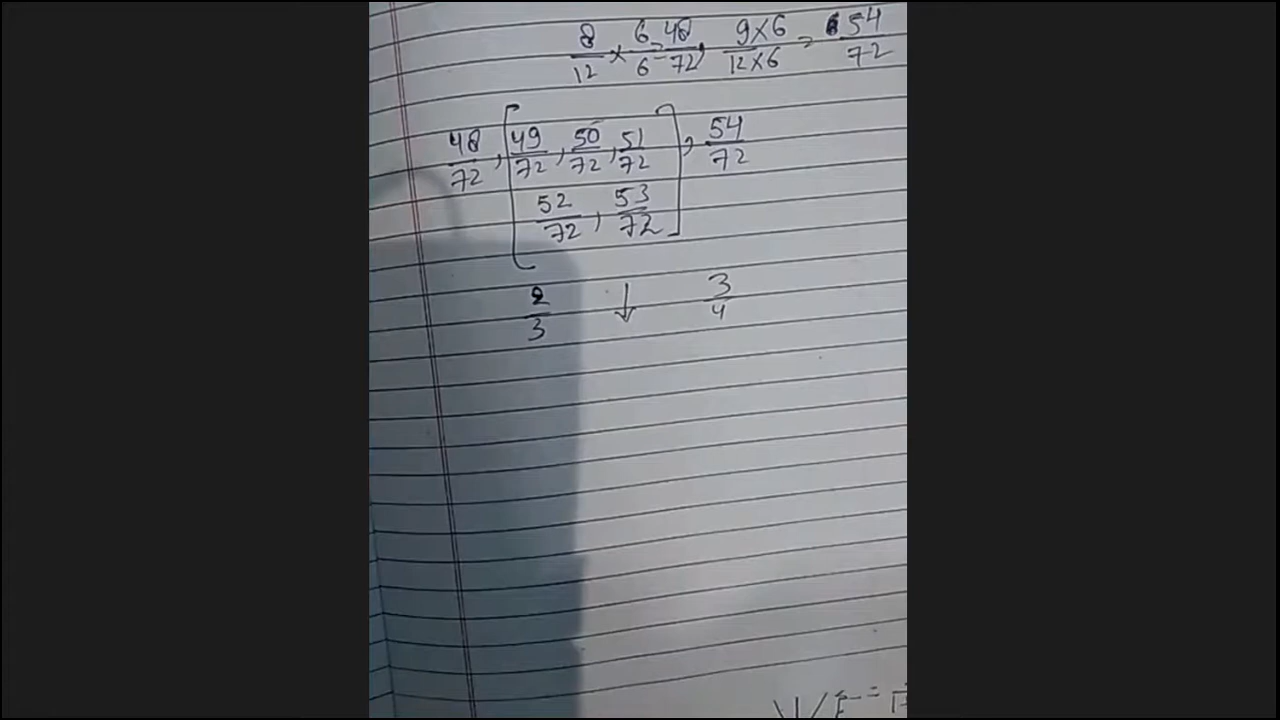 8/12 × 6/6 = 48/72, 9×6/12×6 = 54/72
48/72, [49/72, 50/72, 51/72
52/72, 53/72], 54/72
2/3 ↓ 3/4